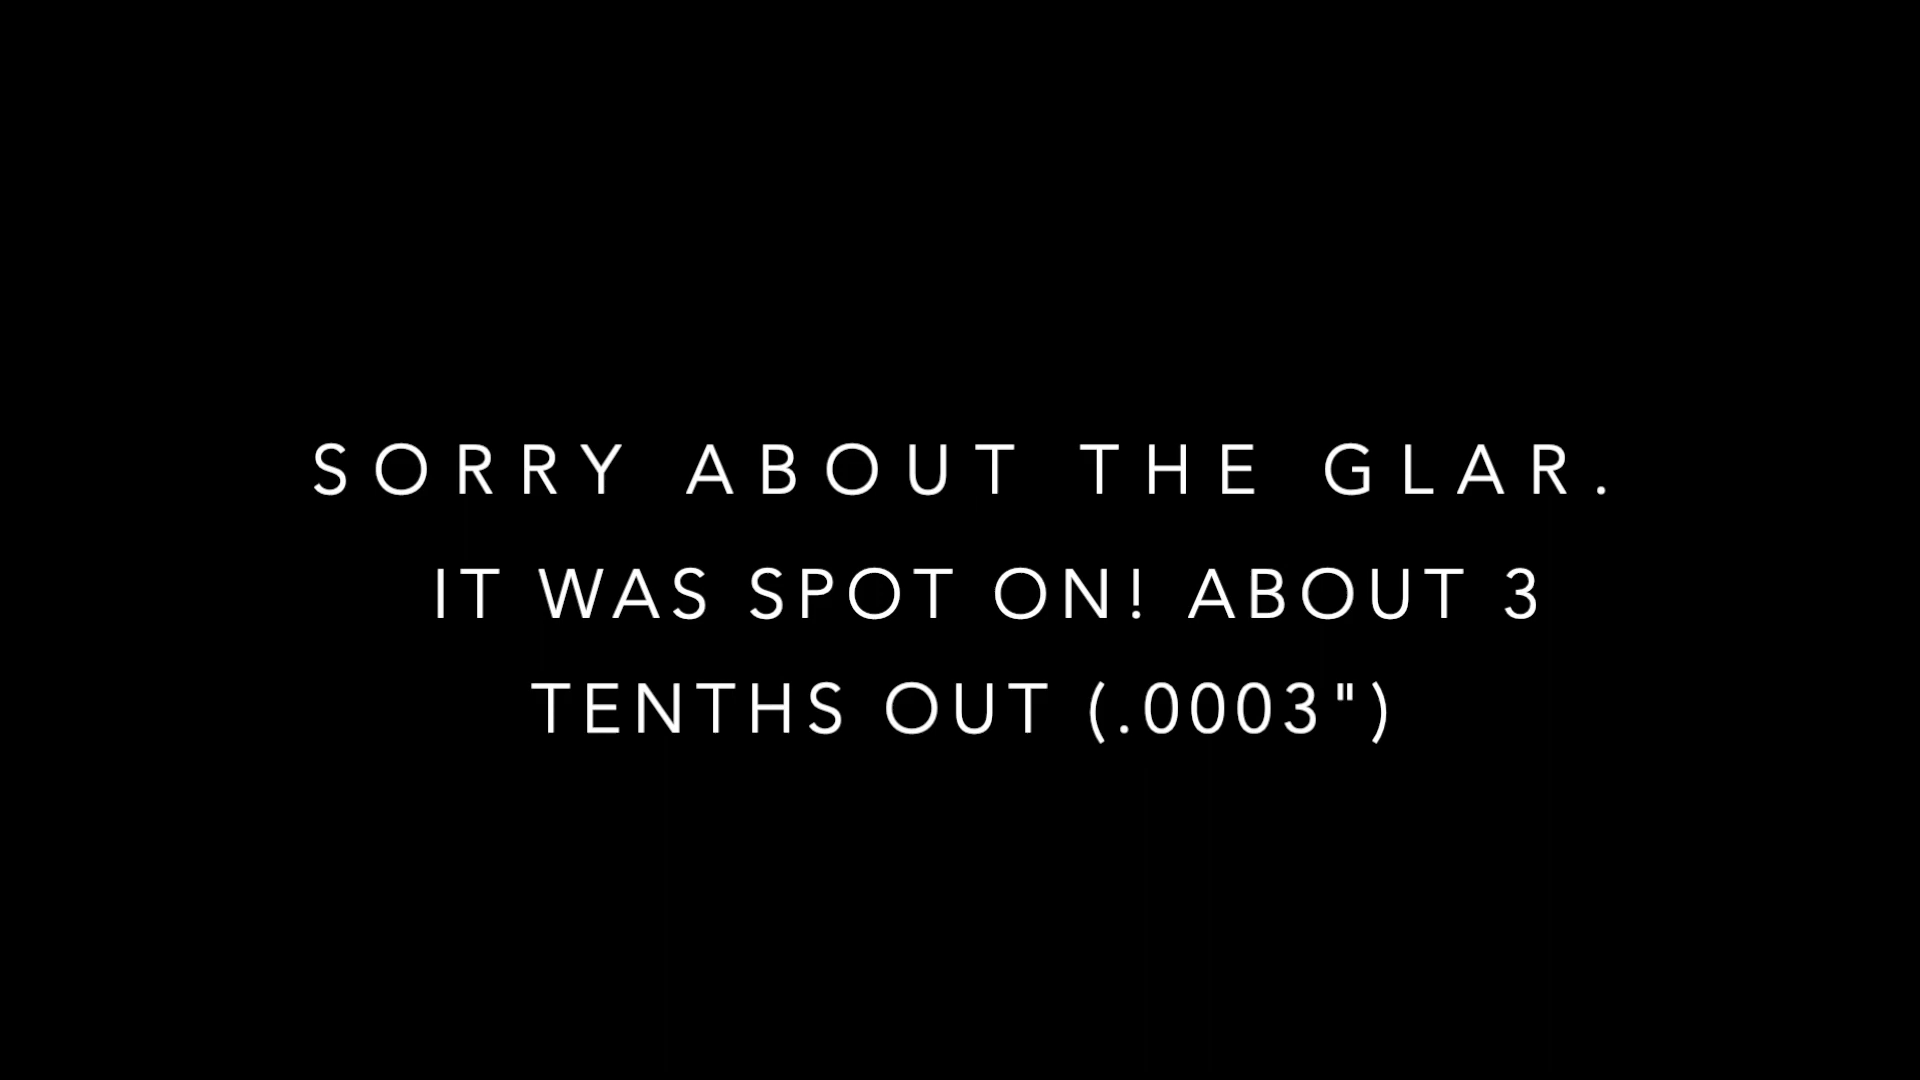 SORRY ABOUT THE GLAR.
IT WAS SPOT ON! ABOUT 3
TENTHS OUT (.0003")